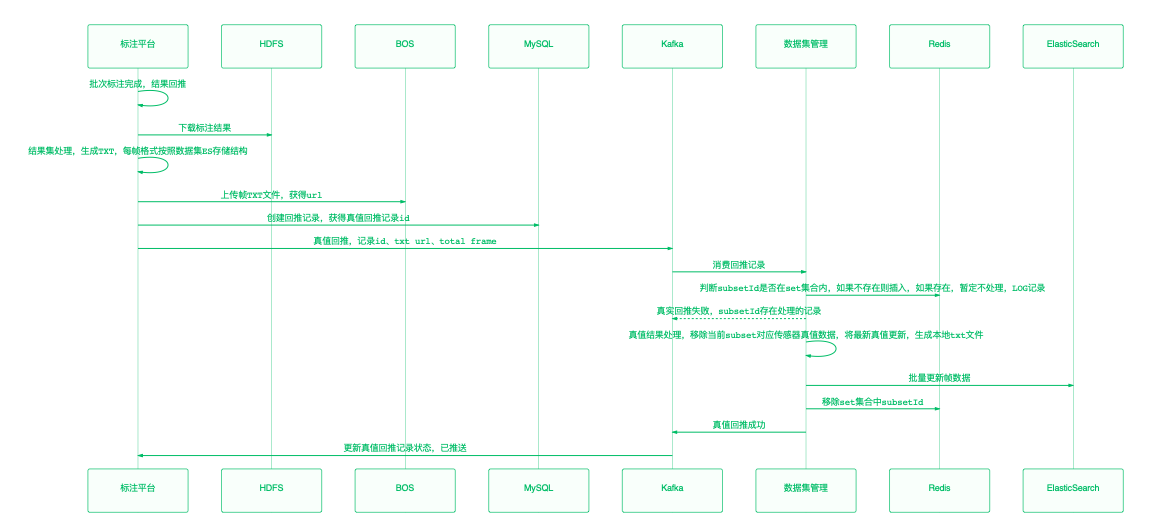 标注平台
HDFS
BOS
MySQL
Kafka
数据集管理
Redis
ElasticSearch
批次标注完成，结果回推
下载标注结果
结果集处理，生成TXT，每帧格式按照数据集ES存储结构
上传帧TXT文件，获得url
创建回推记录，获得真值回推记录id
真值回推，记录id、txt url、total frame
消费回推记录
判断subsetId是否在set集合内，如果不存在则插入，如果存在，暂定不处理，LOG记录
真实回推失败，subsetId存在处理的记录
真值结果处理，移除当前subset对应传感器真值数据，将最新真值更新，生成本地txt文件
批量更新帧数据
移除set集合中subsetId
真值回推成功
更新真值回推记录状态，已推送
标注平台
HDFS
BOS
MySQL
Kafka
数据集管理
Redis
ElasticSearch